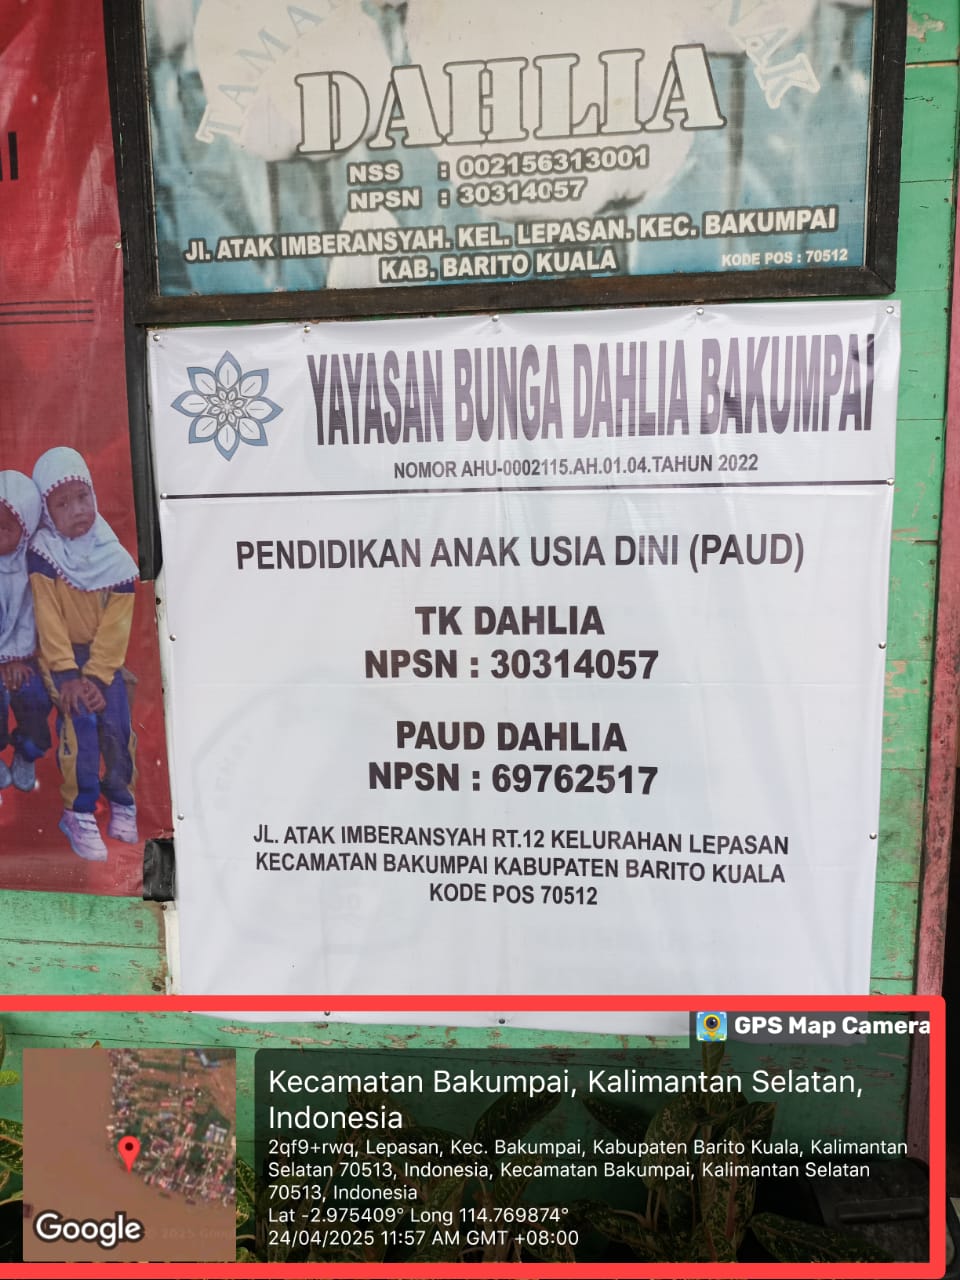 TAMAN
NAK
DAHLIA
NSS : 002156313001
NPSN : 30314057
JL. ATAK IMBERANSYAH. KEL. LEPASAN. KEC. BAKUMPAI
KAB. BARITO KUALA
KODE POS : 70512
YAYASAN BUNGA DAHLIA BAKUMPAI
NOMOR AHU-0002115.AH.01.04.TAHUN 2022
PENDIDIKAN ANAK USIA DINI (PAUD)
TK DAHLIA
NPSN : 30314057
PAUD DAHLIA
NPSN : 69762517
JL. ATAK IMBERANSYAH RT.12 KELURAHAN LEPASAN
KECAMATAN BAKUMPAI KABUPATEN BARITO KUALA
KODE POS 70512
GPS Map Camera
Kecamatan Bakumpai, Kalimantan Selatan,
Indonesia
2qf9+rwq, Lepasan, Kec. Bakumpai, Kabupaten Barito Kuala, Kalimantan
Selatan 70513, Indonesia, Kecamatan Bakumpai, Kalimantan Selatan
70513, Indonesia
Lat -2.975409° Long 114.769874°
24/04/2025 11:57 AM GMT +08:00
Google